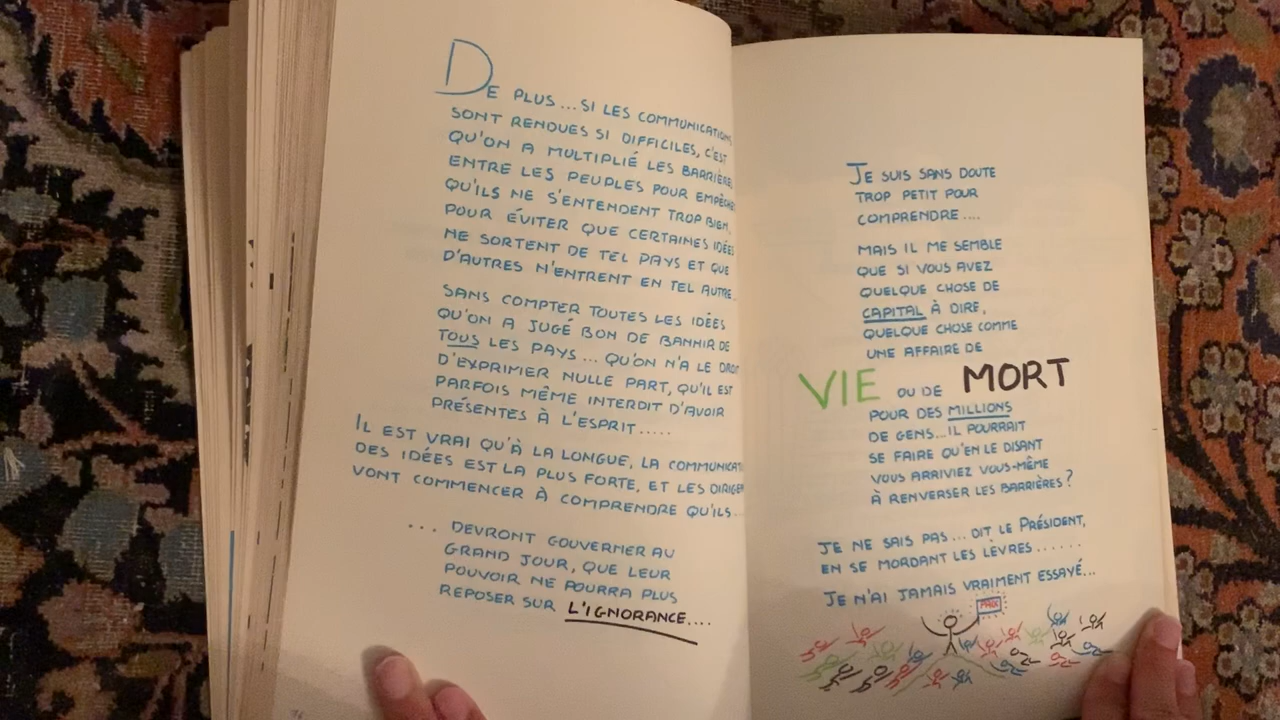 DE PLUS... SI LES COMMUNICATIONS
SONT RENDUES SI DIFFICILES, C'EST
QU'ON A MULTIPLIÉ LES BARRIÈRES
ENTRE LES PEUPLES POUR EMPÊCHER
QU'ILS NE S'ENTENDENT TROP BIEN,
POUR ÉVITER QUE CERTAINES IDÉES
NE SORTENT DE TEL PAYS ET QUE
D'AUTRES N'ENTRENT EN TEL AUTRE.
SANS COMPTER TOUTES LES IDÉES
QU'ON A JUGÉ BON DE BANNIR DE
TOUS LES PAYS... QU'ON N'A LE DROIT
D'EXPRIMER NULLE PART, QU'IL EST
PARFOIS MÊME INTERDIT D'AVOIR
PRÉSENTES À L'ESPRIT.....
IL EST VRAI QU'À LA LONGUE, LA
DES IDÉES EST LA PLUS FORTE, ET LES
VONT COMMENCER À COMPRENDRE QU'ILS...
... DEVRONT GOUVERNER AU
GRAND JOUR, QUE LEUR
POUVOIR NE POURRA PLUS
REPOSER SUR L'IGNORANCE....
76
JE SUIS SANS DOUTE
TROP PETIT POUR
COMPRENDRE....
MAIS IL ME SEMBLE
QUE SI VOUS AVEZ
QUELQUE CHOSE DE
CAPITAL À DIRE,
QUELQUE CHOSE COMME
UNE AFFAIRE DE
VIE OU DE MORT
POUR DES MILLIONS
DE GENS... IL POURRAIT
SE FAIRE QU'EN LE DISANT
VOUS ARRIVIEZ VOUS-MÊME
À RENVERSER LES BARRIÈRES?
JE NE SAIS PAS... DIT LE PRÉSIDENT,
EN SE MORDANT LES LÈVRES......
JE N'AI JAMAIS VRAIMENT ESSAYÉ...
PAIX